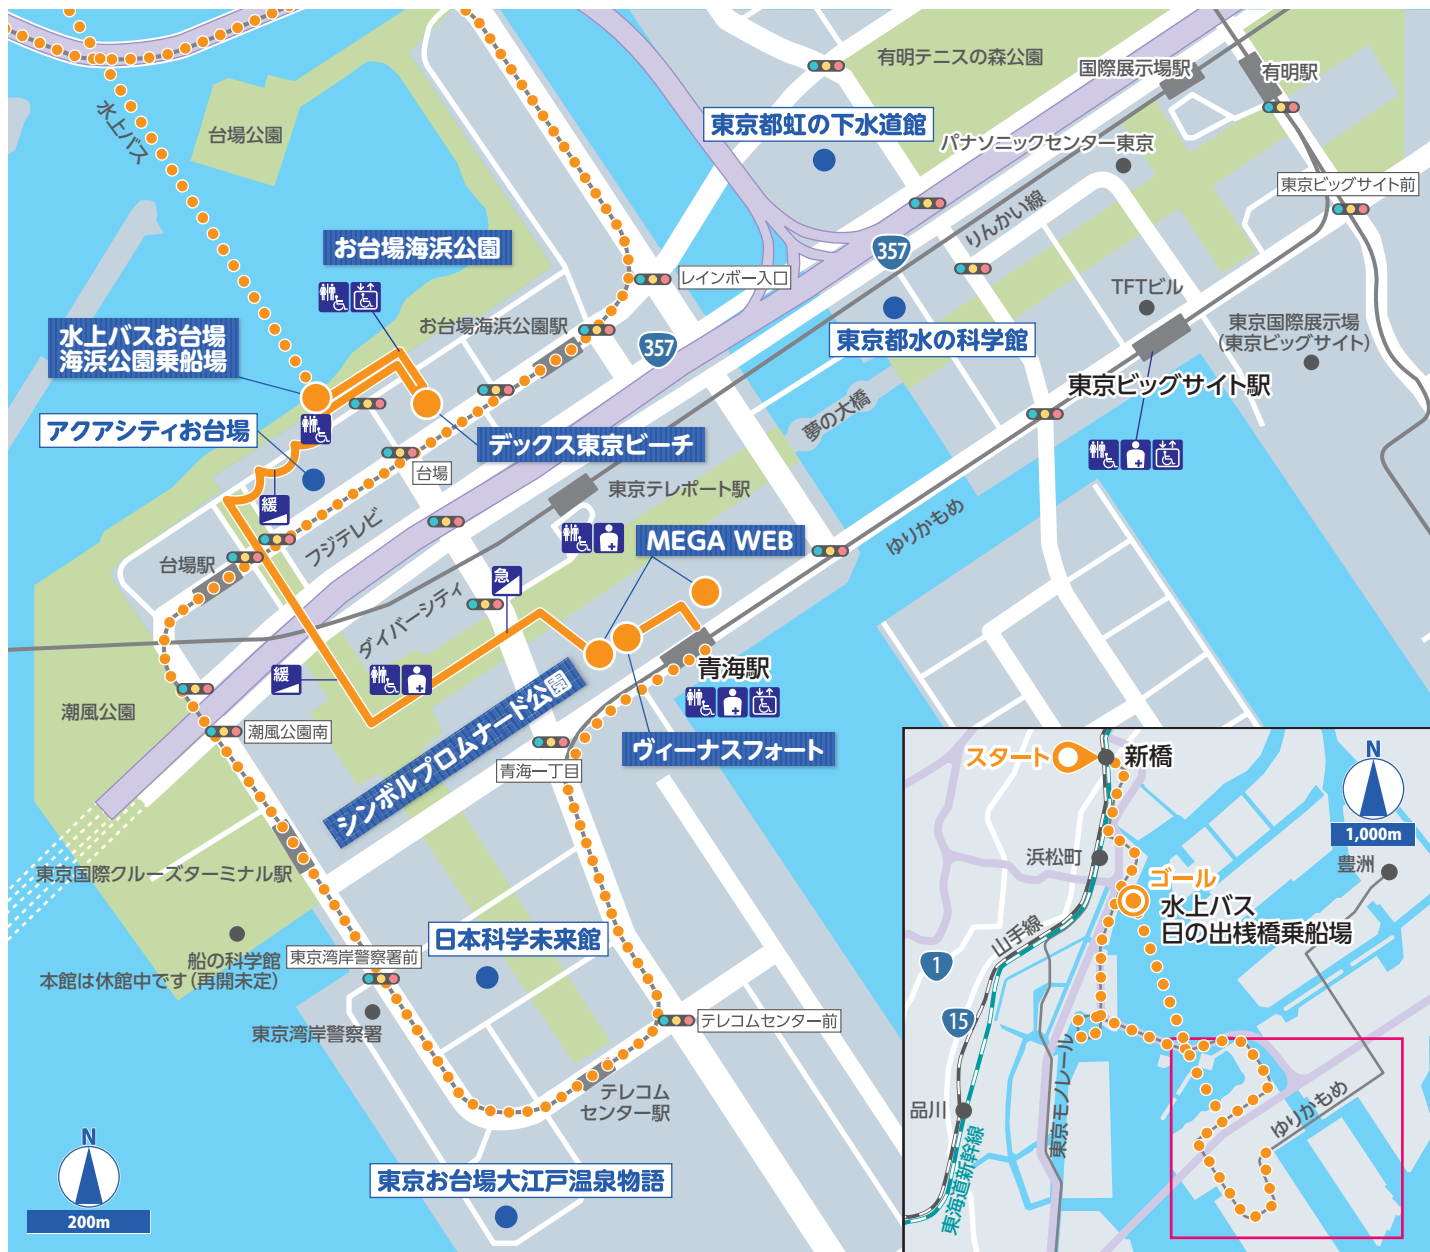 有明テニスの森公園
国際展示場駅
有明駅
水上バス
台場公園
東京都虹の下水道館
パナソニックセンター東京
東京ビッグサイト前
りんかい線
357
お台場海浜公園
レインボー入口
TFTビル
水上バスお台場
海浜公園乗船場
お台場海浜公園駅
357
東京都水の科学館
東京国際展示場
(東京ビッグサイト)
東京ビッグサイト駅
夢の大橋
アクアシティお台場
デックス東京ビーチ
台場
東京テレポート駅
緩
フジテレビ
ゆりかもめ
MEGA WEB
台場駅
急
ダイバーシティ
緩
青海駅
潮風公園
潮風公園南
シンボルプロムナード公園
ヴィーナスフォート
青海一丁目
東京国際クルーズターミナル駅
日本科学未来館
船の科学館
本館は休館中です(再開未定)
東京湾岸警察署前
東京湾岸警察署
テレコムセンター前
テレコム
センター駅
東京お台場大江戸温泉物語
N
200m
スタート
新橋
N
1,000m
浜松町
豊洲
ゴール
水上バス
日の出桟橋乗船場
山手線
1
15
東京モノレール
品川
ゆりかもめ
東海道新幹線